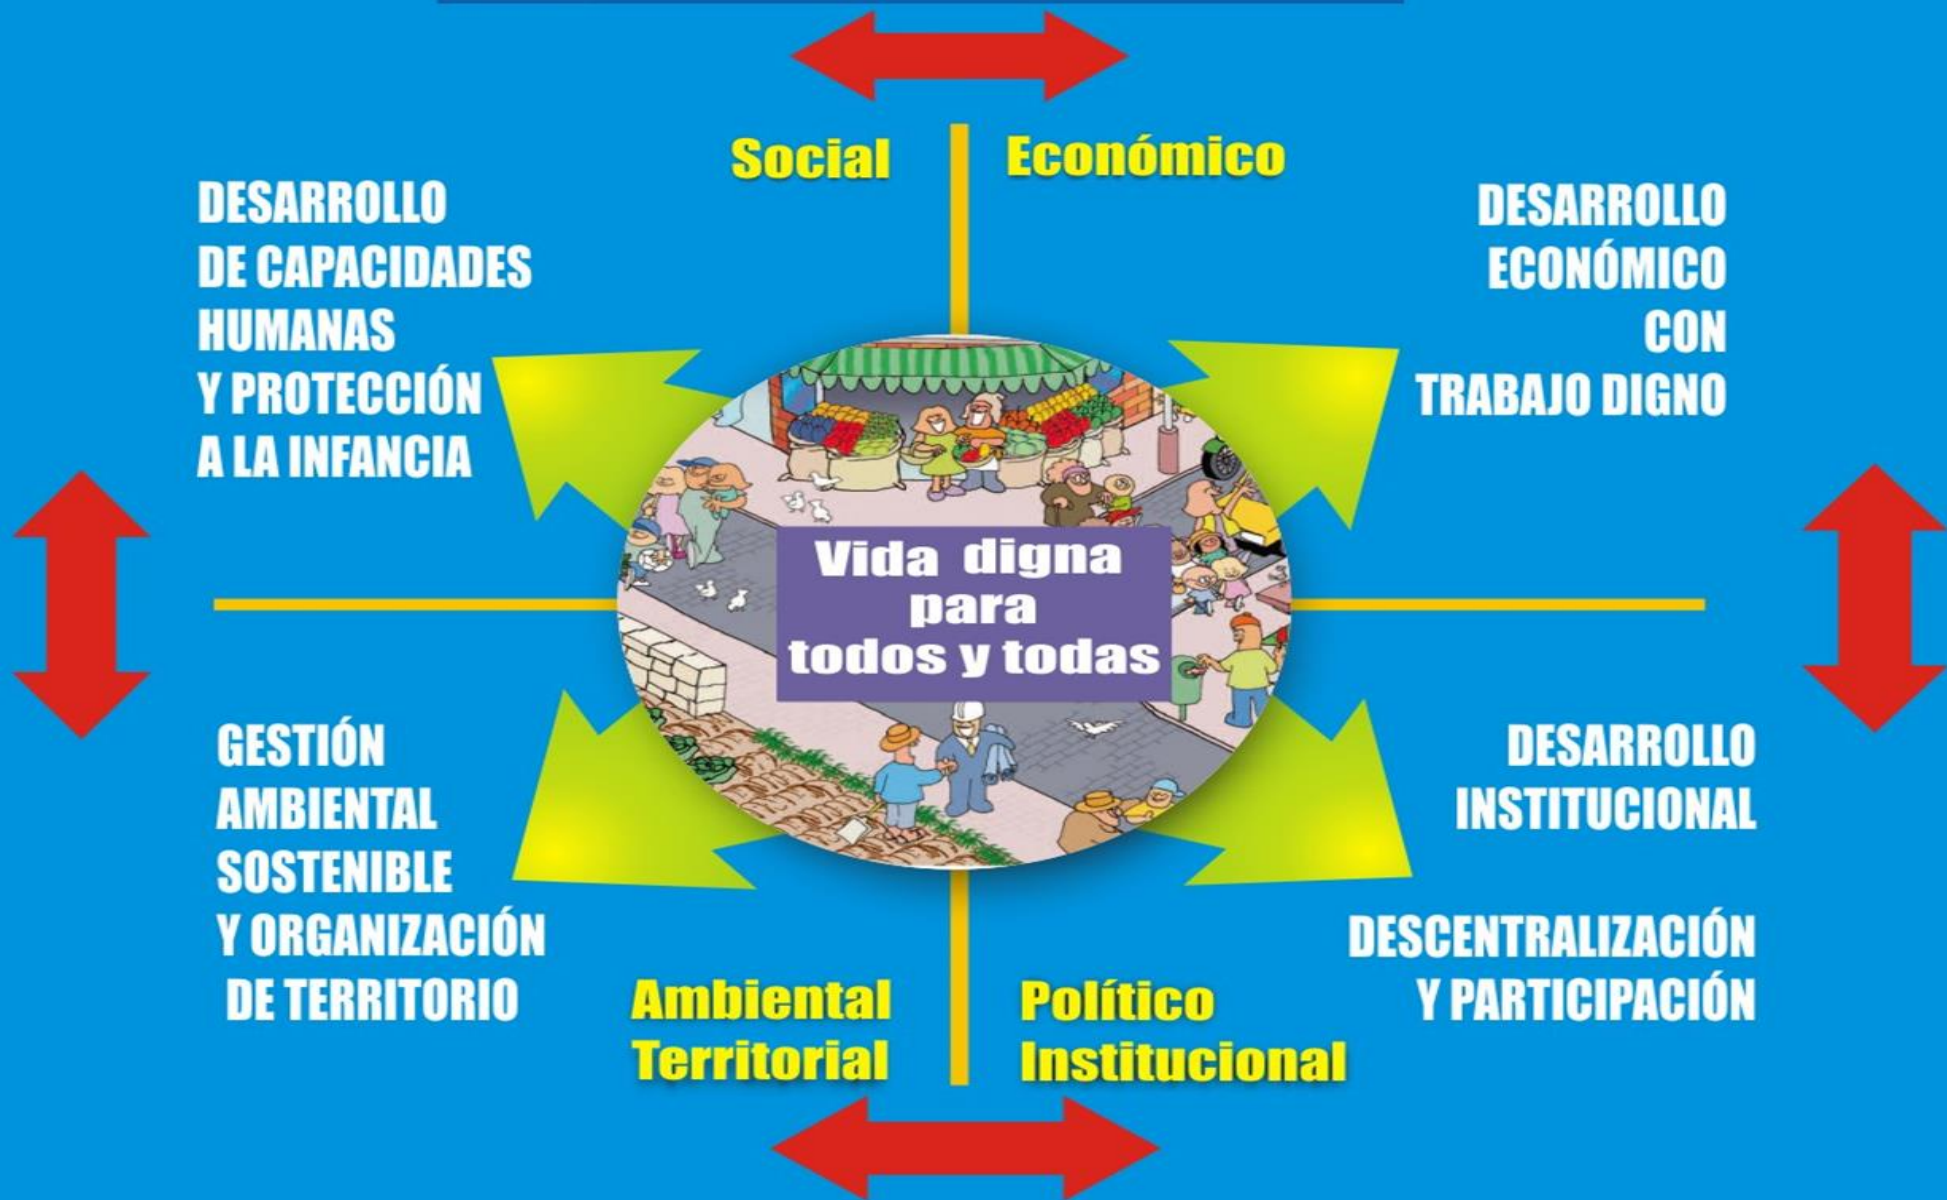 Social
Económico
DESARROLLO
DE CAPACIDADES
HUMANAS
Y PROTECCIÓN
A LA INFANCIA
DESARROLLO
ECONÓMICO
CON
TRABAJO DIGNO
Vida digna
para
todos y todas
GESTIÓN
AMBIENTAL
SOSTENIBLE
Y ORGANIZACIÓN
DE TERRITORIO
DESARROLLO
INSTITUCIONAL
DESCENTRALIZACIÓN
Y PARTICIPACIÓN
Ambiental
Territorial
Político
Institucional